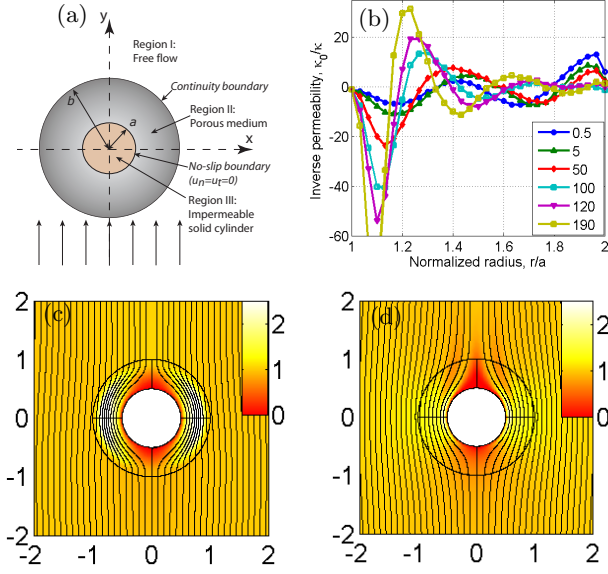 (a)
y
Region I:
Free flow
Continuity boundary
b
a
Region II:
Porous medium
x
No-slip boundary
(uₙ=uₜ=0)
Region III:
Impermeable
solid cylinder
(b)
Inverse permeability, κ₀/κ
20
0
-20
-40
-60
1
1.2
1.4
1.6
1.8
2
Normalized radius, r/a
0.5
5
50
100
120
190
(c)
2
1
0
-1
-2
-2
-1
0
1
2
2
1
0
(d)
2
1
0
-1
-2
-2
-1
0
1
2
2
1
0